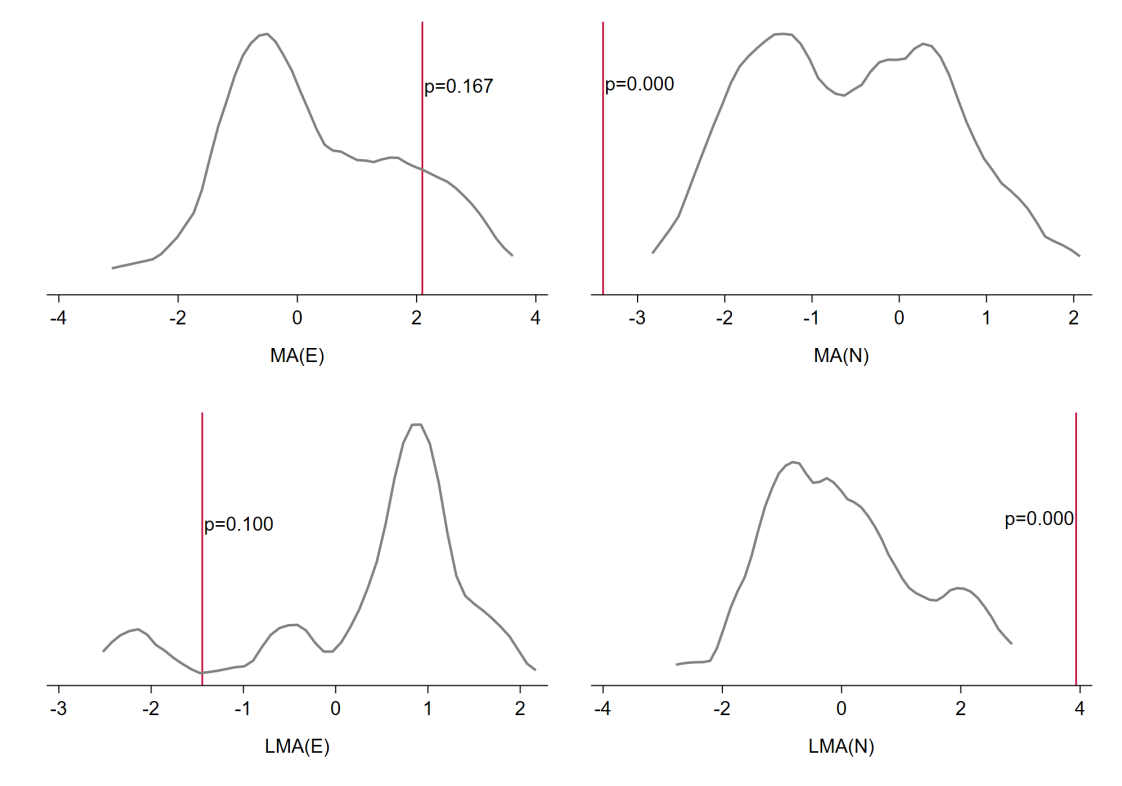 p=0.167
-4 -2 0 2 4
MA(E)
p=0.000
-3 -2 -1 0 1 2
MA(N)
p=0.100
-3 -2 -1 0 1 2
LMA(E)
p=0.000
-4 -2 0 2 4
LMA(N)